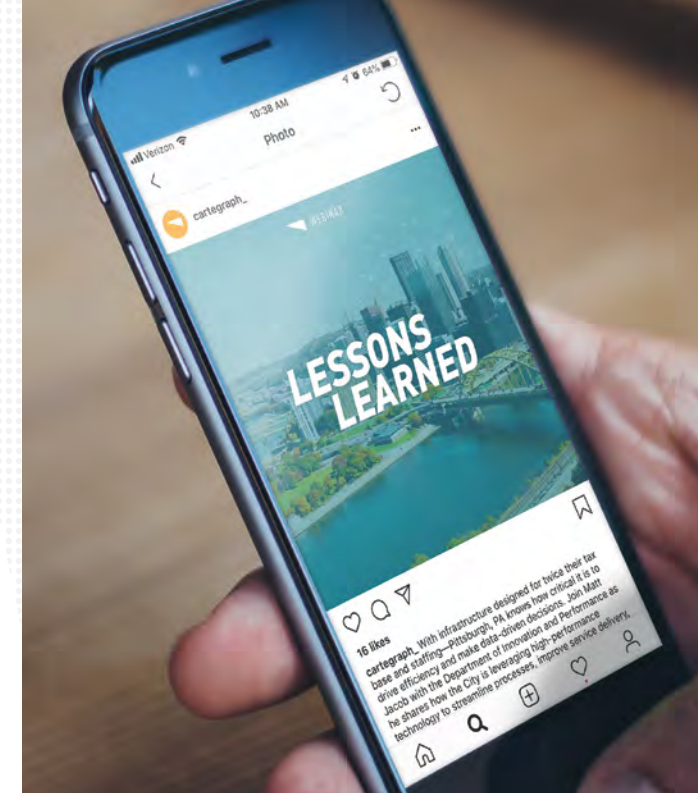 Verizon
10:38 AM
64%
Photo
cartegraph_
LESSONS
LEARNED
16 likes
cartegraph_ With infrastructure designed for twice their tax
base and staffing—Pittsburgh, PA knows how critical it is to
drive efficiency and make data-driven decisions. Join Matt
Jacob with the Department of Innovation and Performance as
he shares how the City is leveraging high-performance
technology to streamline processes, improve service delivery,